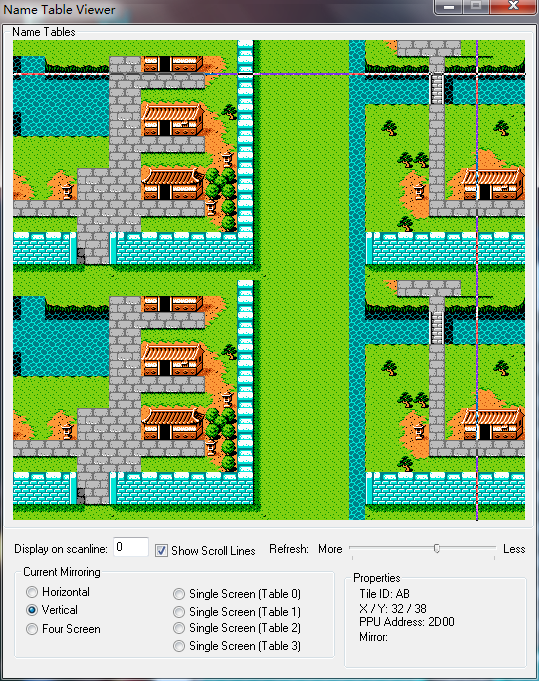 Name Table Viewer
Name Tables
Display on scanline: 0 Show Scroll Lines Refresh: More Less
Current Mirroring
Horizontal
Vertical
Four Screen
Single Screen (Table 0)
Single Screen (Table 1)
Single Screen (Table 2)
Single Screen (Table 3)
Properties
Tile ID: AB
X / Y: 32 / 38
PPU Address: 2D00
Mirror: